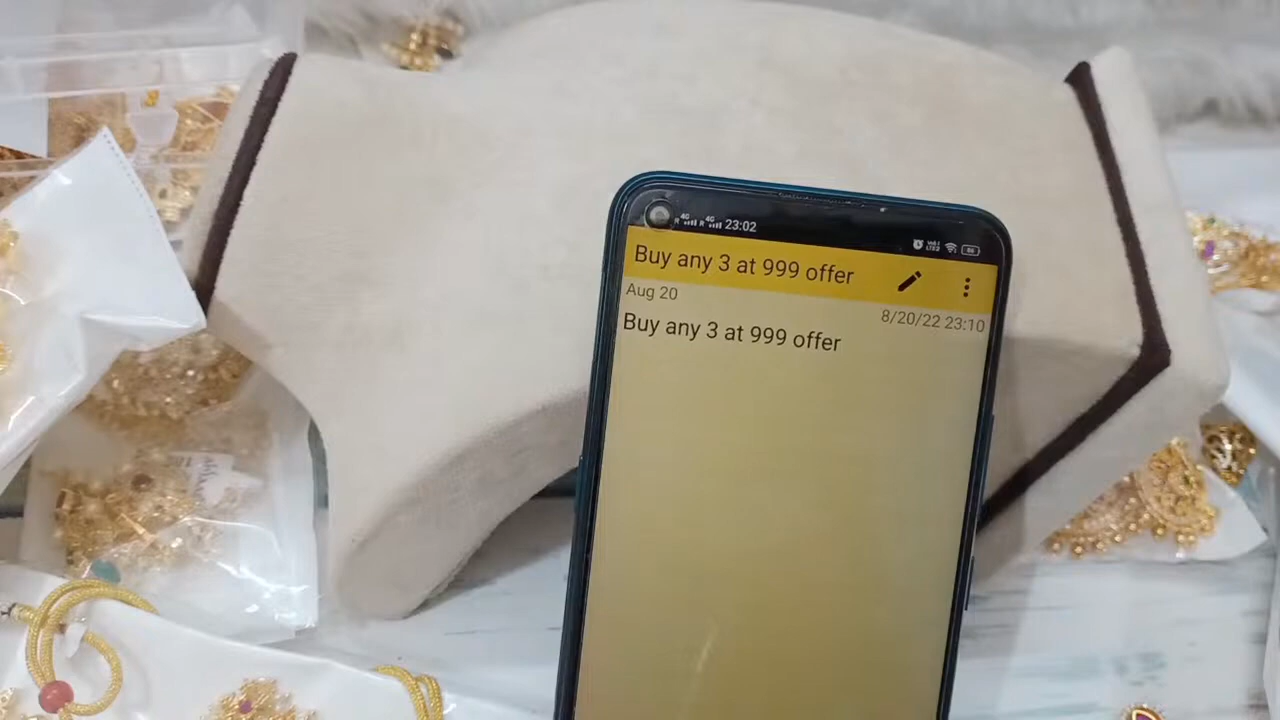 23:02
Buy any 3 at 999 offer
Aug 20
8/20/22 23:10
Buy any 3 at 999 offer